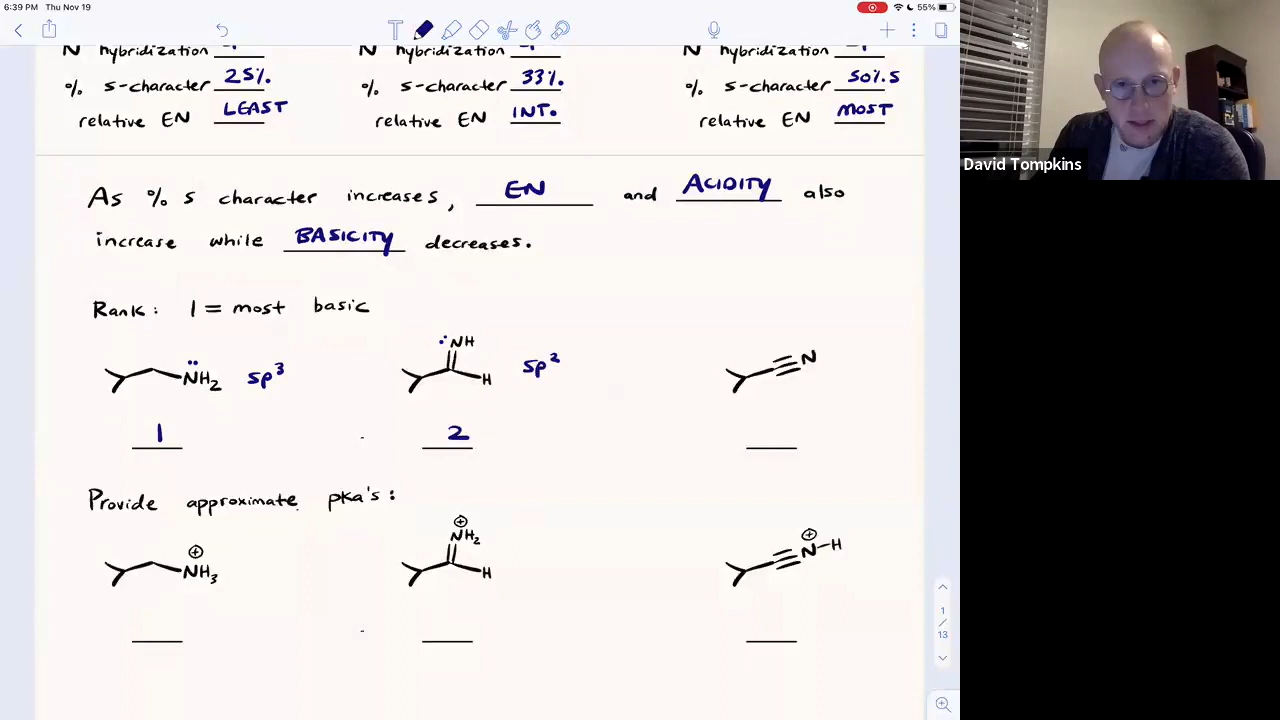 6:39 PM Thu Nov 19
55%
N hybridization N hybridization N hybridization
% s-character 25%. % s-character 33%. % s-character 50%.S
relative EN LEAST relative EN INT. relative EN MOST
As % s character increases, EN and ACIDITY also
increase while BASICITY decreases.
Rank: 1 = most basic
NH2 sp3 NH H sp2 N
1 2
Provide approximate pka's:
NH3 NH2 H N-H
1 / 13
David Tompkins